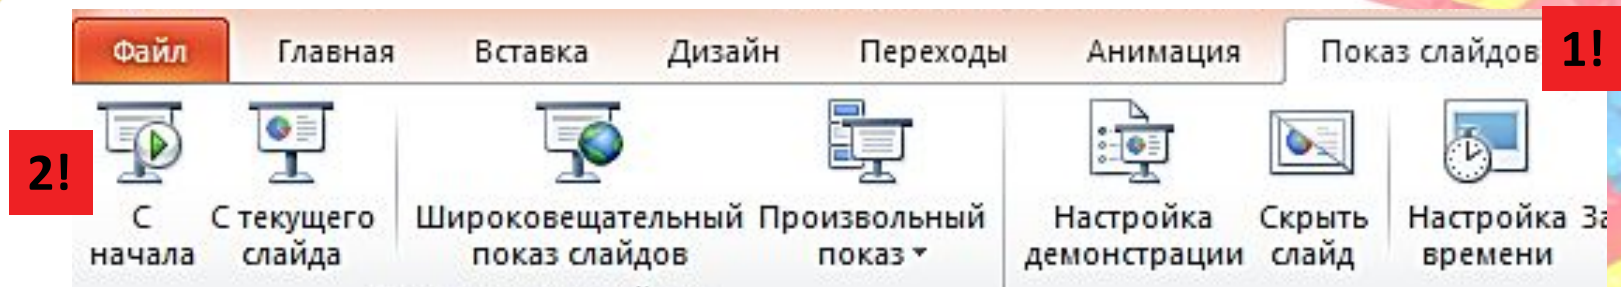 Файл Главная Вставка Дизайн Переходы Анимация Показ слайдов 1!
2!
С начала
С текущего слайда
Широковещательный показ слайдов
Произвольный показ
Настройка демонстрации
Скрыть слайд
Настройка времени